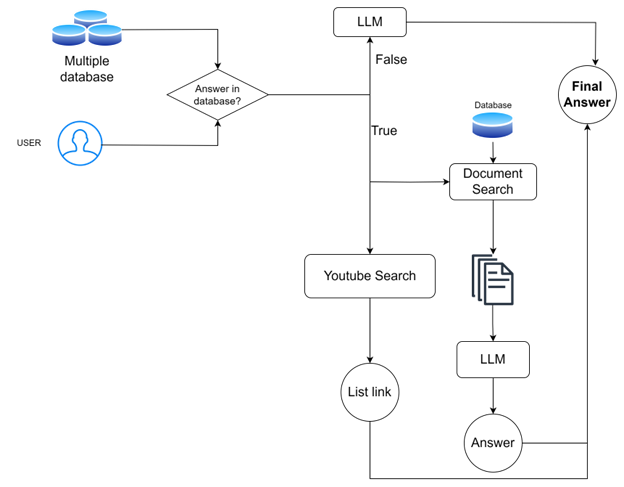 LLM
Multiple
database
False
Answer in
database?
Final
Answer
USER
True
Database
Document
Search
Youtube Search
LLM
List link
Answer